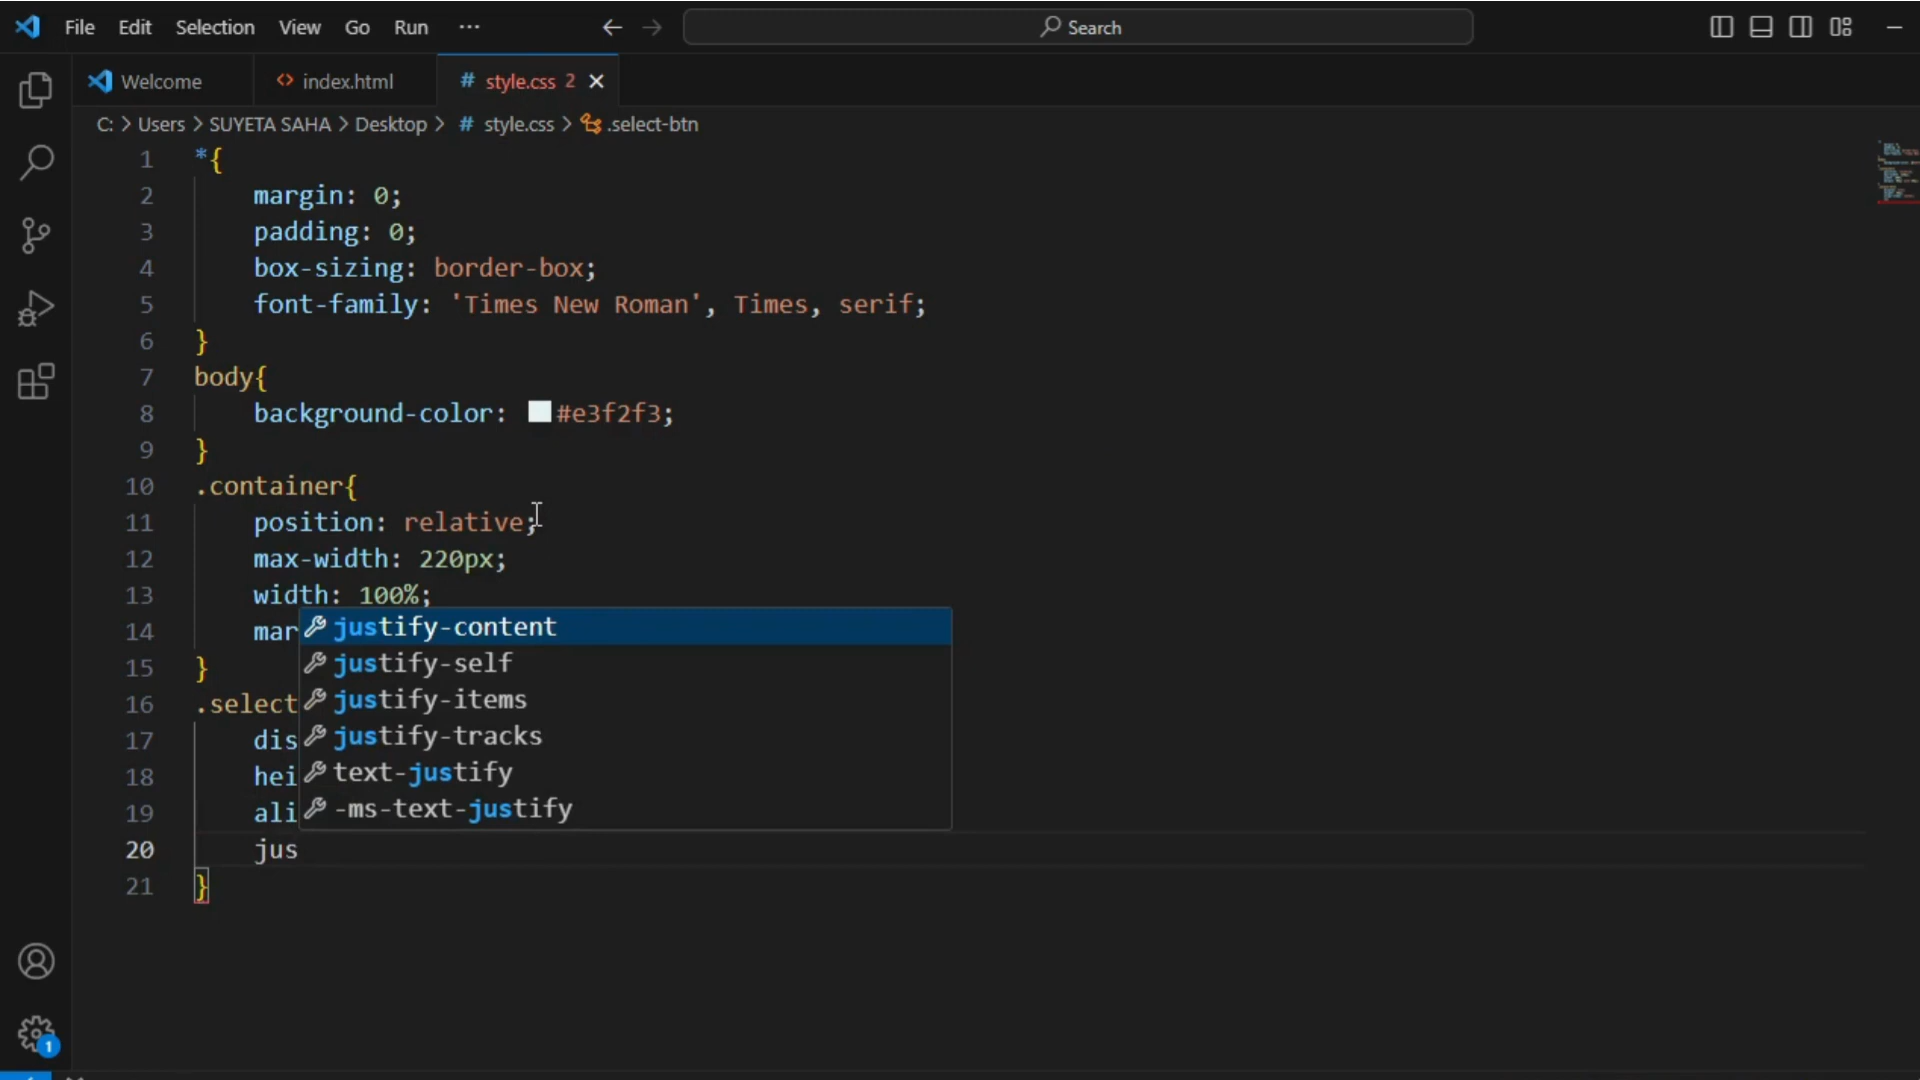 File Edit Selection View Go Run ··· Search
Welcome index.html style.css 2
C: > Users > SUYETA SAHA > Desktop > # style.css > .select-btn
1 *{
2 margin: 0;
3 padding: 0;
4 box-sizing: border-box;
5 font-family: 'Times New Roman', Times, serif;
6 }
7 body{
8 background-color: #e3f2f3;
9 }
10 .container{
11 position: relative;
12 max-width: 220px;
13 width: 100%;
14 mar
justify-content
justify-self
15 }
justify-items
16 .select
justify-tracks
17 dis
text-justify
18 hei
-ms-text-justify
19 ali
20 jus
21 }
1